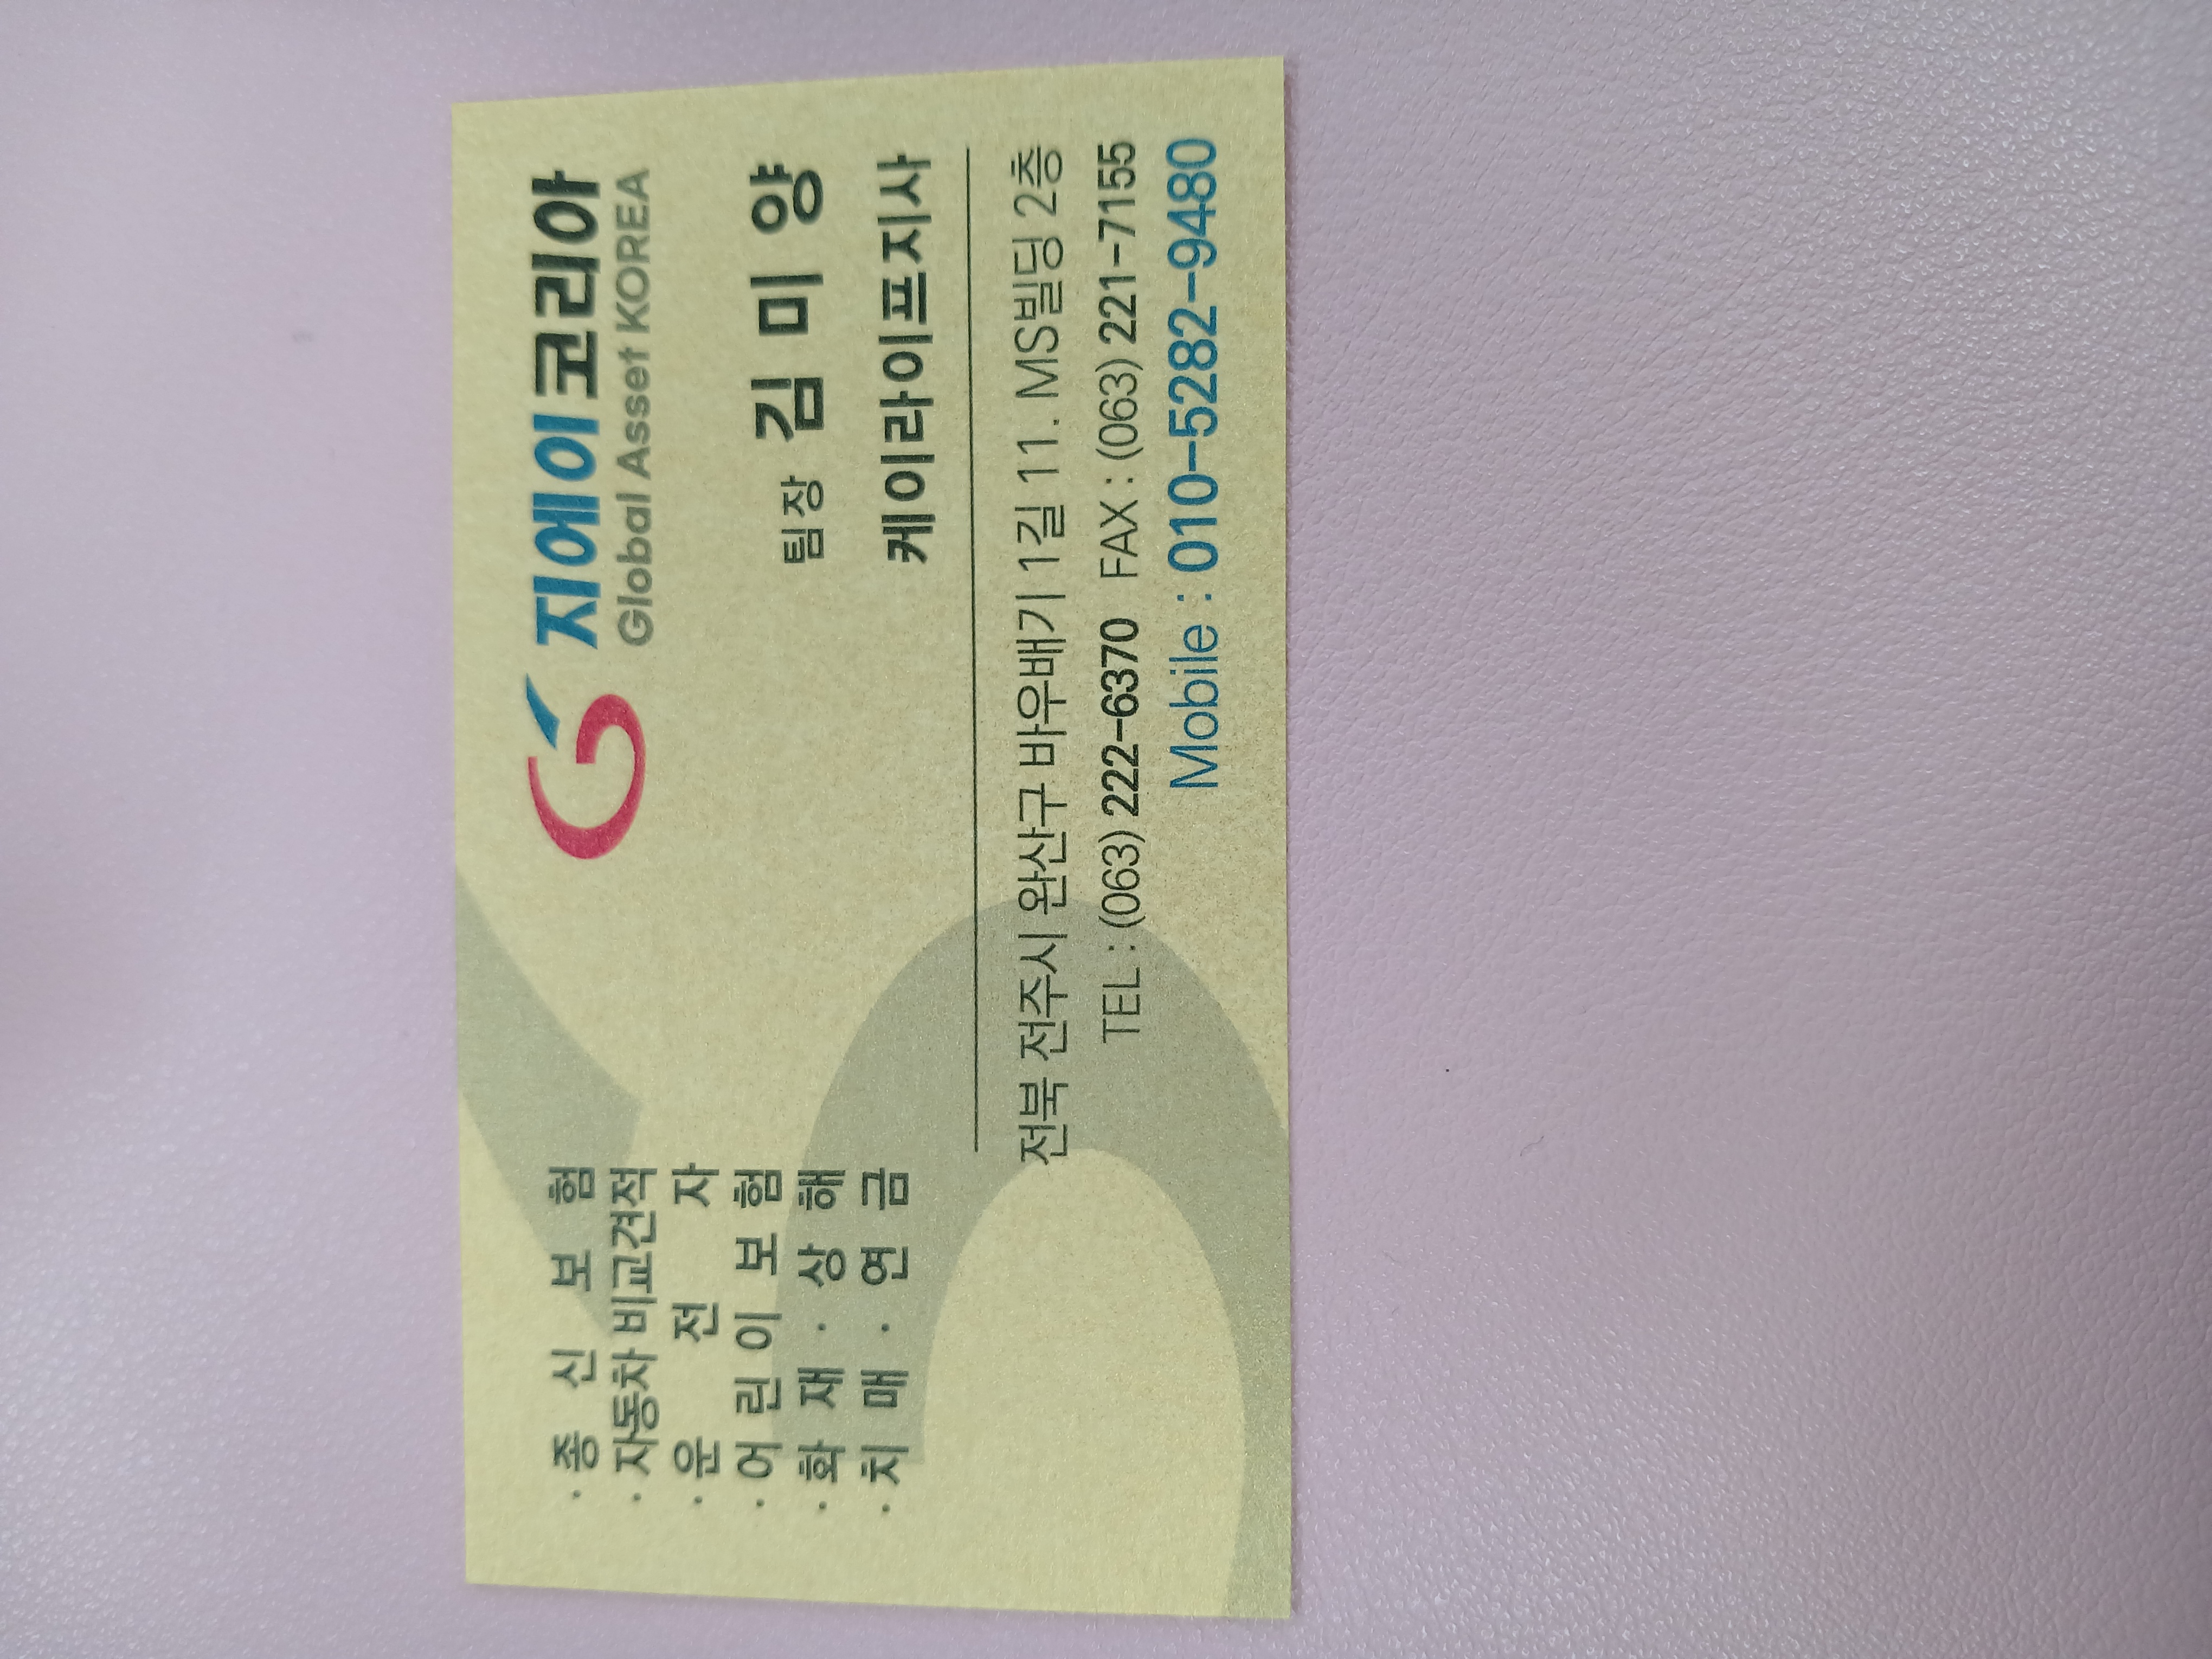 지에이코리아
Global Asset KOREA
팀장 김미양
케이라이프지사
· 종 신 보 험
· 자동차 비교견적
· 운 전 자
· 어 린 이 보 험
· 화 재 · 상 해
· 치 매 · 연 금
전북 전주시 완산구 바우배기 1길 11. MS빌딩 2층
TEL : (063) 222-6370 FAX : (063) 221-7155
Mobile : 010-5282-9480